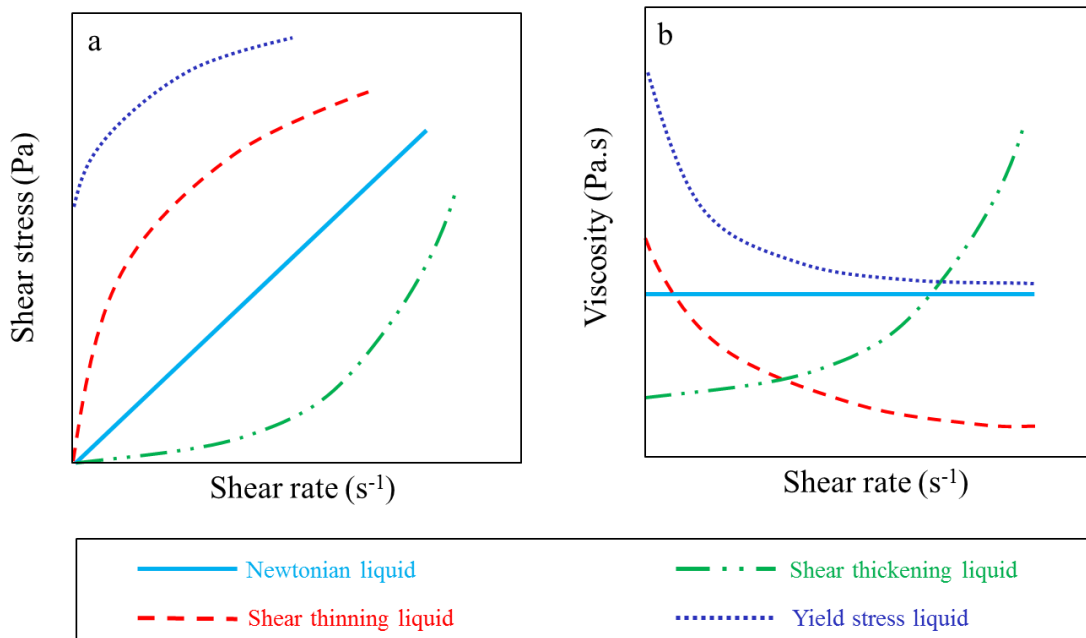 a
Shear stress (Pa)
Shear rate (s⁻¹)
b
Viscosity (Pa.s)
Shear rate (s⁻¹)
Newtonian liquid
Shear thickening liquid
Shear thinning liquid
Yield stress liquid